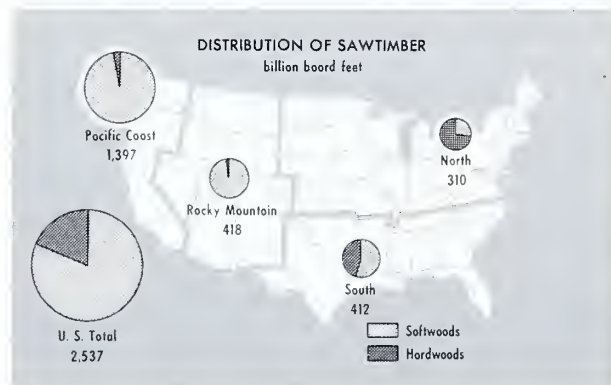 DISTRIBUTION OF SAWTIMBER
billion board feet
Pacific Coast
1,397
North
310
Rocky Mountain
418
South
412
U. S. Total
2,537
Softwoods
Hardwoods